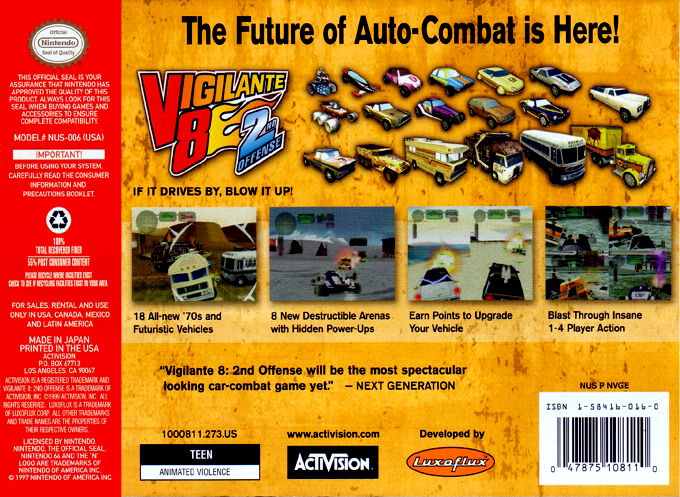 Official
Nintendo
Seal of Quality
THIS OFFICIAL SEAL IS YOUR
ASSURANCE THAT NINTENDO HAS
APPROVED THE QUALITY OF THIS
PRODUCT. ALWAYS LOOK FOR THIS
SEAL WHEN BUYING GAMES AND
ACCESSORIES TO ENSURE
COMPLETE COMPATIBILITY.
MODEL# NUS-006 (USA)
IMPORTANT!
BEFORE USING YOUR SYSTEM,
CAREFULLY READ THE CONSUMER
INFORMATION AND
PRECAUTIONS BOOKLET.
100%
TOTAL RECOVERED FIBER
55% POST CONSUMER CONTENT
PLEASE RECYCLE WHERE FACILITIES EXIST
CHECK TO SEE IF RECYCLING FACILITIES EXIST IN YOUR AREA
FOR SALES, RENTAL AND USE
ONLY IN USA, CANADA, MEXICO
AND LATIN AMERICA
MADE IN JAPAN
PRINTED IN THE USA
ACTIVISION
P.O. BOX 67713
LOS ANGELES, CA 90067
ACTIVISION IS A REGISTERED TRADEMARK AND
VIGILANTE 8: 2ND OFFENSE IS A TRADEMARK OF
ACTIVISION, INC. ©1999 ACTIVISION, INC. ALL
RIGHTS RESERVED. LUXOFLUX IS A TRADEMARK
OF LUXOFLUX CORP. ALL OTHER TRADEMARKS
AND TRADE NAMES ARE THE PROPERTIES OF
THEIR RESPECTIVE OWNERS.
LICENSED BY NINTENDO.
NINTENDO, THE OFFICIAL SEAL,
NINTENDO 64 AND THE "N"
LOGO ARE TRADEMARKS OF
NINTENDO OF AMERICA INC.
© 1997 NINTENDO OF AMERICA INC.
The Future of Auto-Combat is Here!
VIGILANTE
8 2ND
OFFENSE
IF IT DRIVES BY, BLOW IT UP!
18 All-new '70s and
Futuristic Vehicles
8 New Destructible Arenas
with Hidden Power-Ups
Earn Points to Upgrade
Your Vehicle
Blast Through Insane
1-4 Player Action
"Vigilante 8: 2nd Offense will be the most spectacular
looking car-combat game yet." – NEXT GENERATION
1000811.273.US
TEEN
ANIMATED VIOLENCE
www.activision.com
ACTIVISION
Developed by
Luxoflux
NUS P NVGE
ISBN 1-58416-016-0
0 47875 10811 0